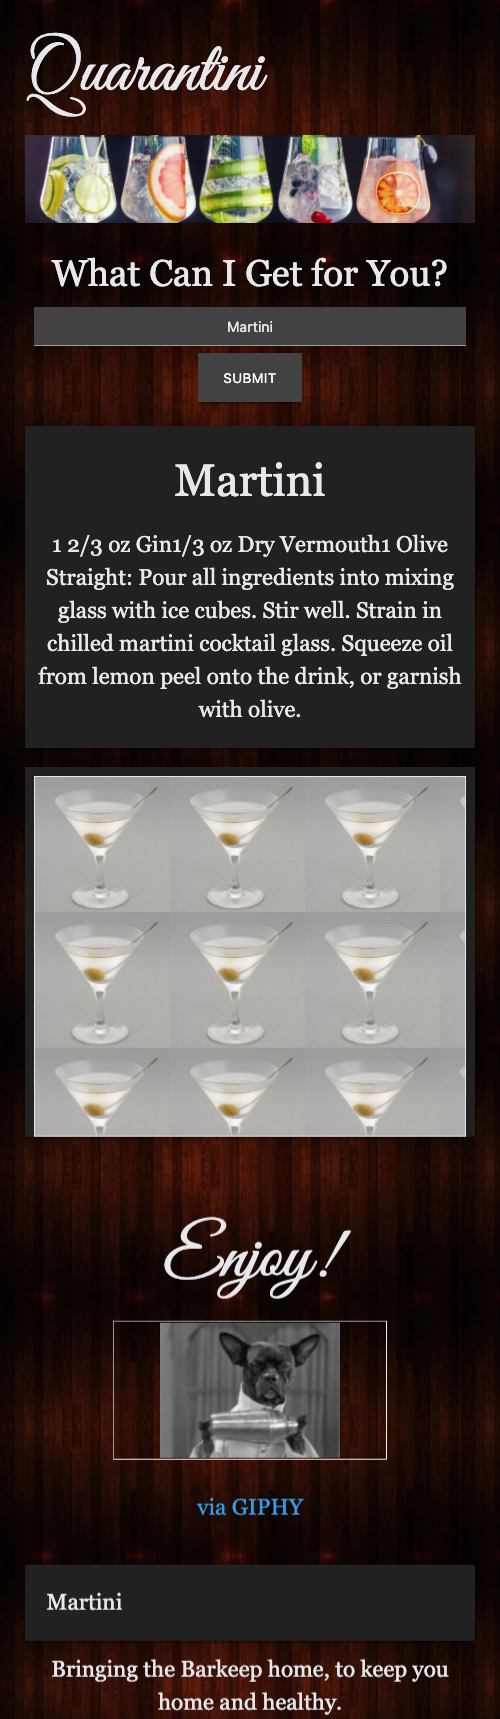 Quarantini
What Can I Get for You?
Martini
SUBMIT
Martini
1 2/3 oz Gin1/3 oz Dry Vermouth1 Olive
Straight: Pour all ingredients into mixing
glass with ice cubes. Stir well. Strain in
chilled martini cocktail glass. Squeeze oil
from lemon peel onto the drink, or garnish
with olive.
Enjoy!
via GIPHY
Martini
Bringing the Barkeep home, to keep you
home and healthy.